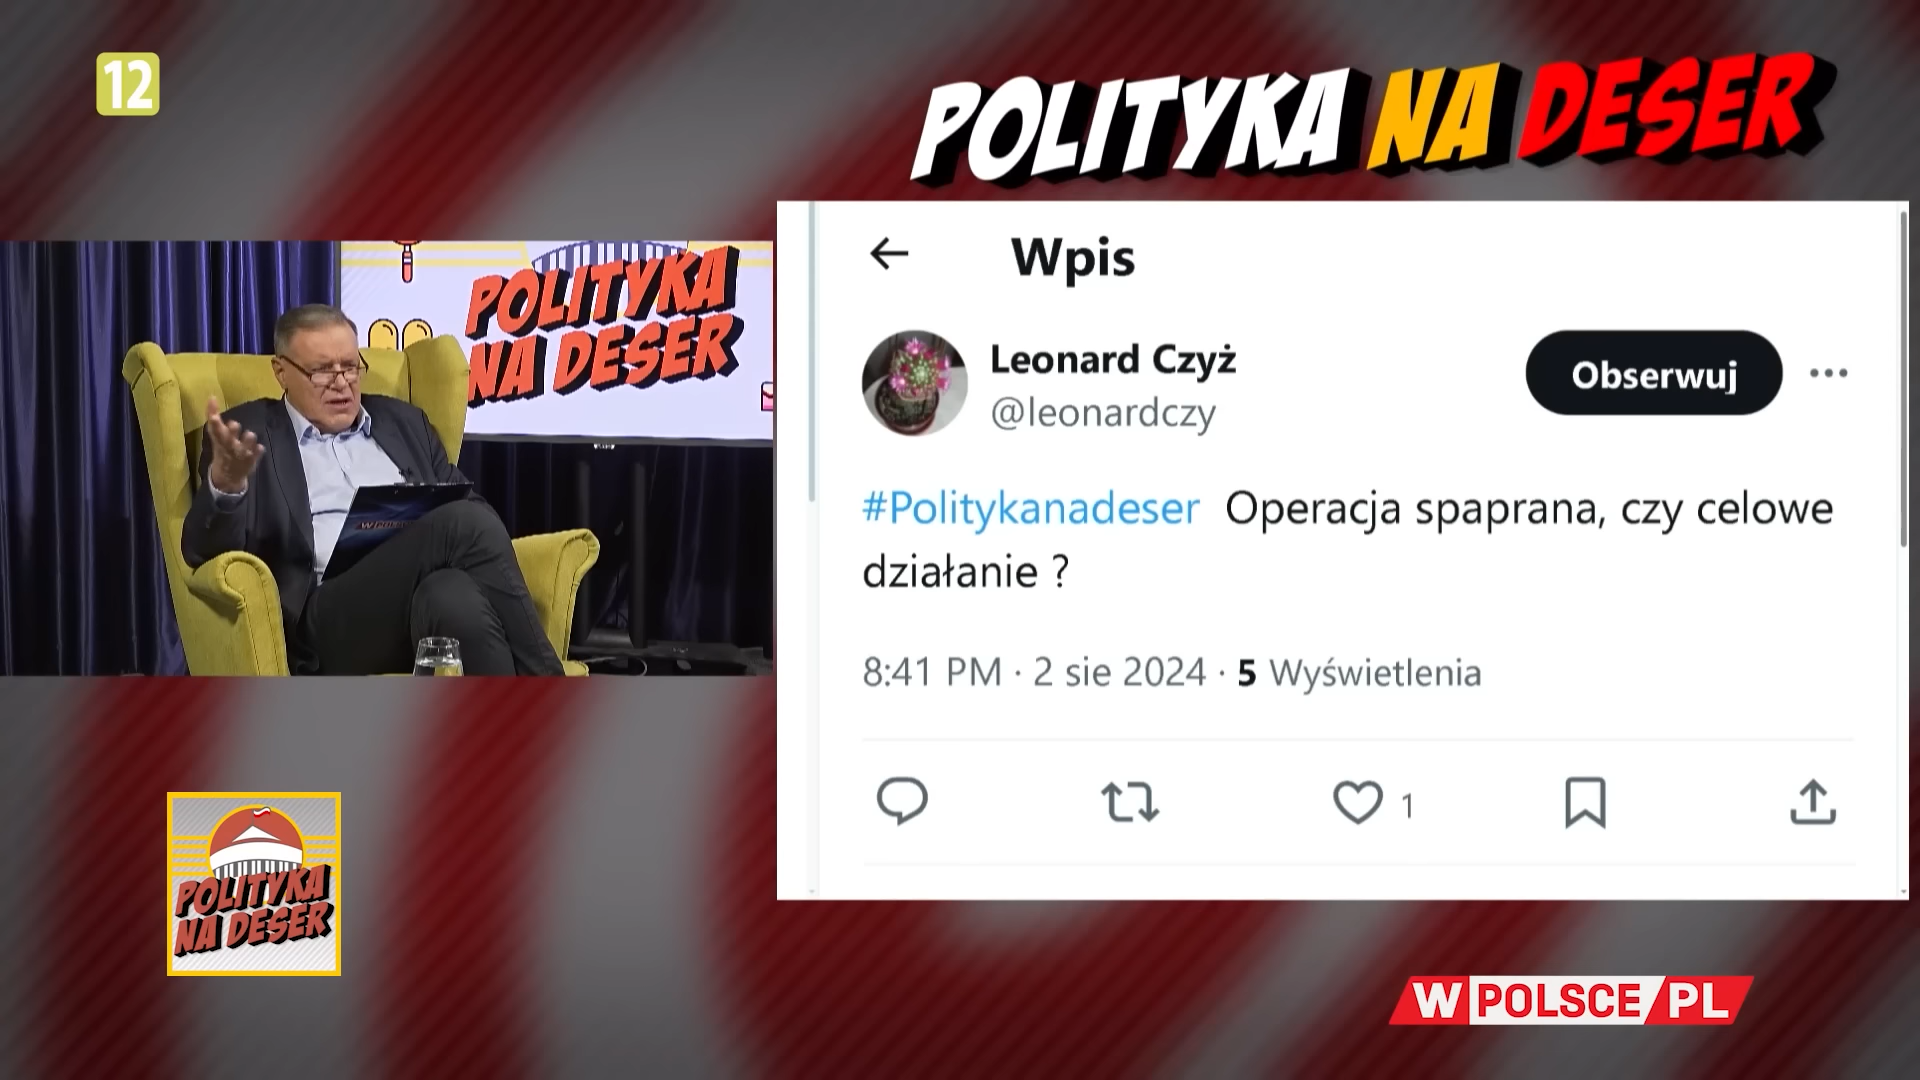 12
POLITYKA NA DESER
POLITYKA
NA DESER
Wpis
Leonard Czyż
@leonardczy
Obserwuj
#Politykanadeser Operacja spaprana, czy celowe
działanie ?
8:41 PM · 2 sie 2024 · 5 Wyświetlenia
1
POLITYKA
NA DESER
W POLSCE/PL